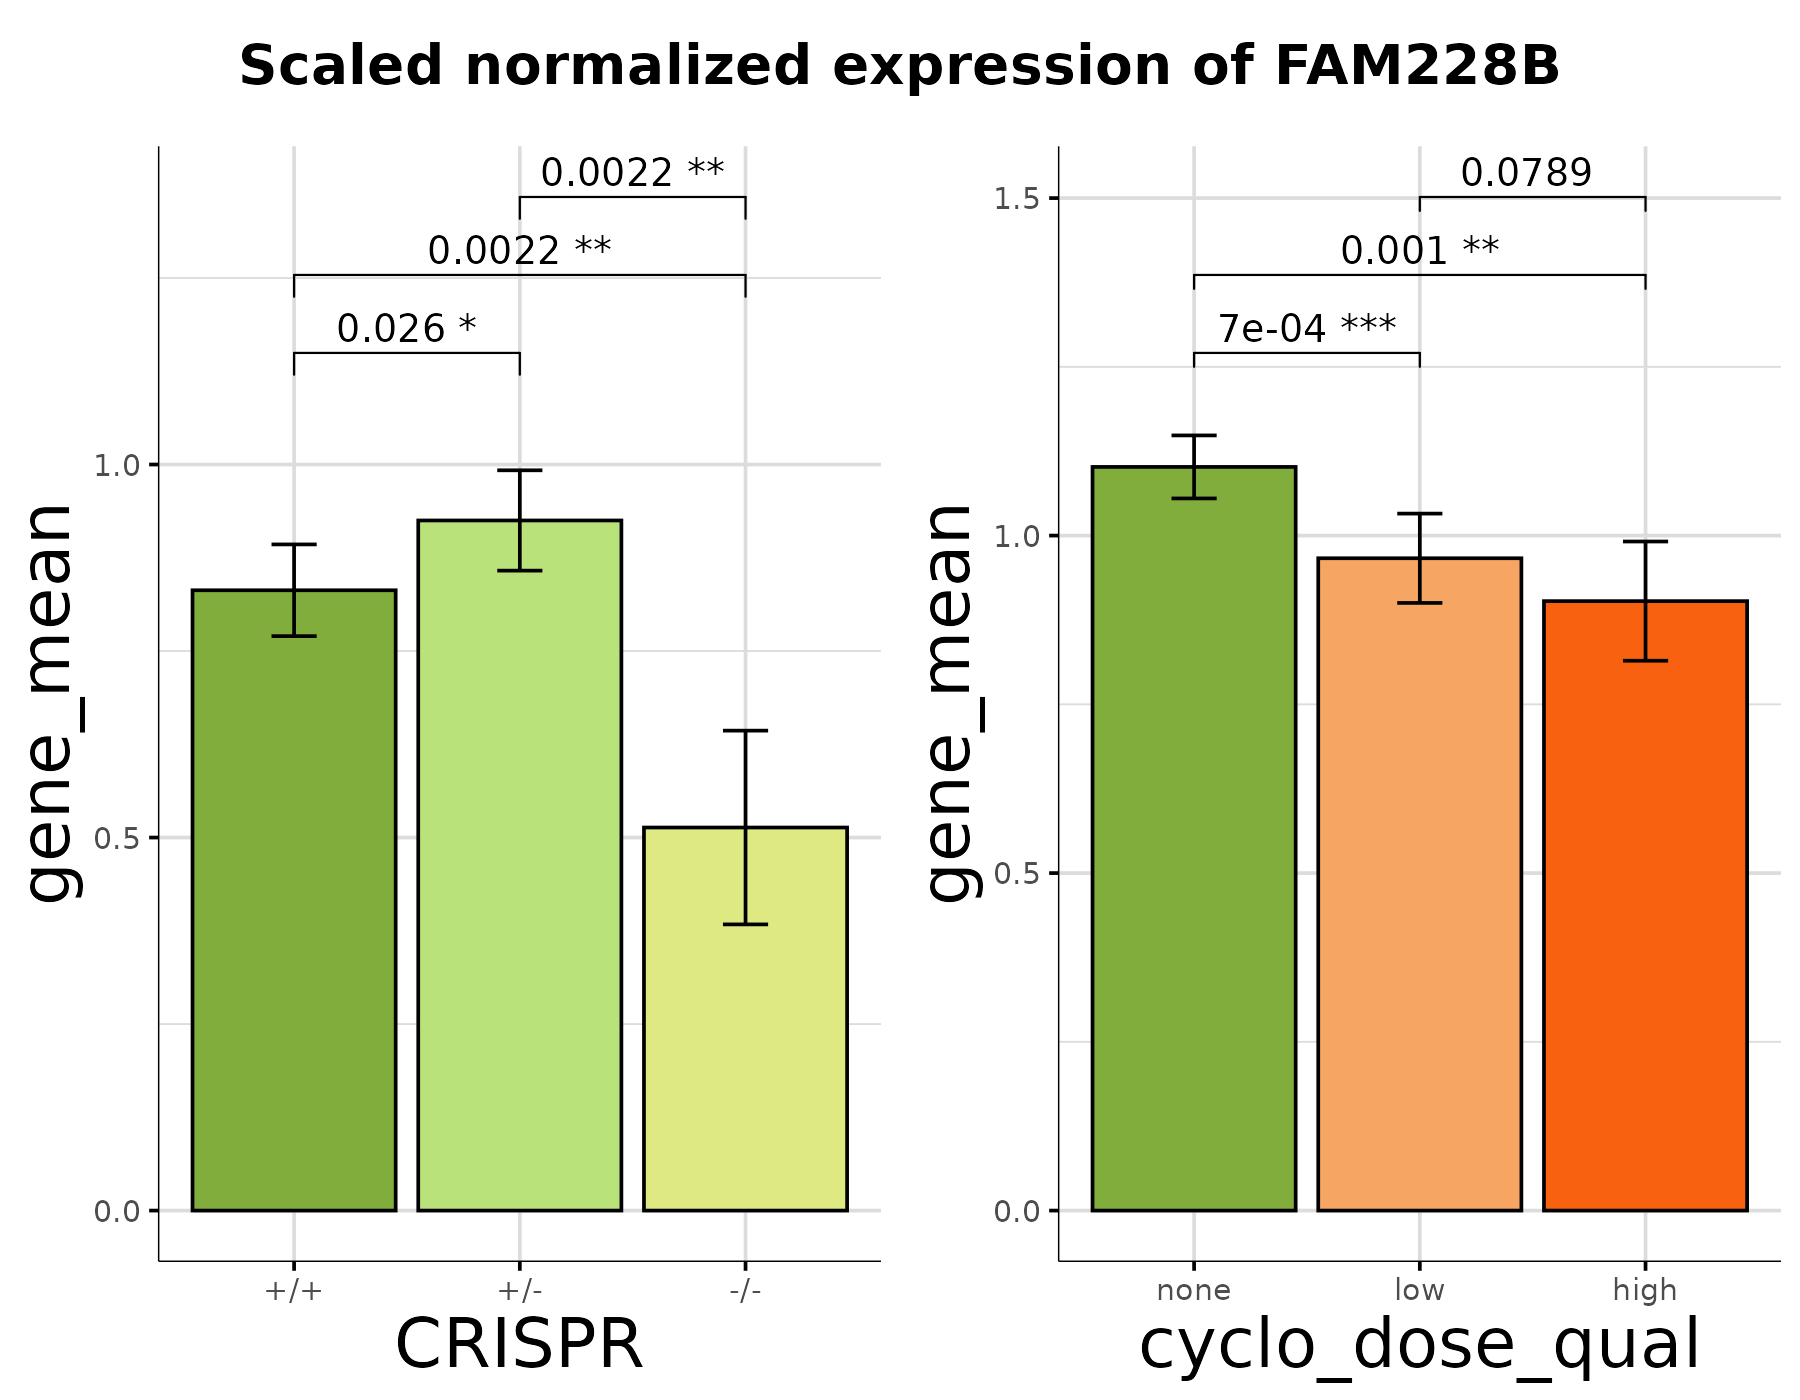 Scaled normalized expression of FAM228B
0.0022 **
0.0022 **
0.026 *
1.0
0.5
0.0
gene_mean
+/+ +/- -/-
CRISPR
0.0789
0.001 **
7e-04 ***
1.5
1.0
0.5
0.0
gene_mean
none low high
cyclo_dose_qual